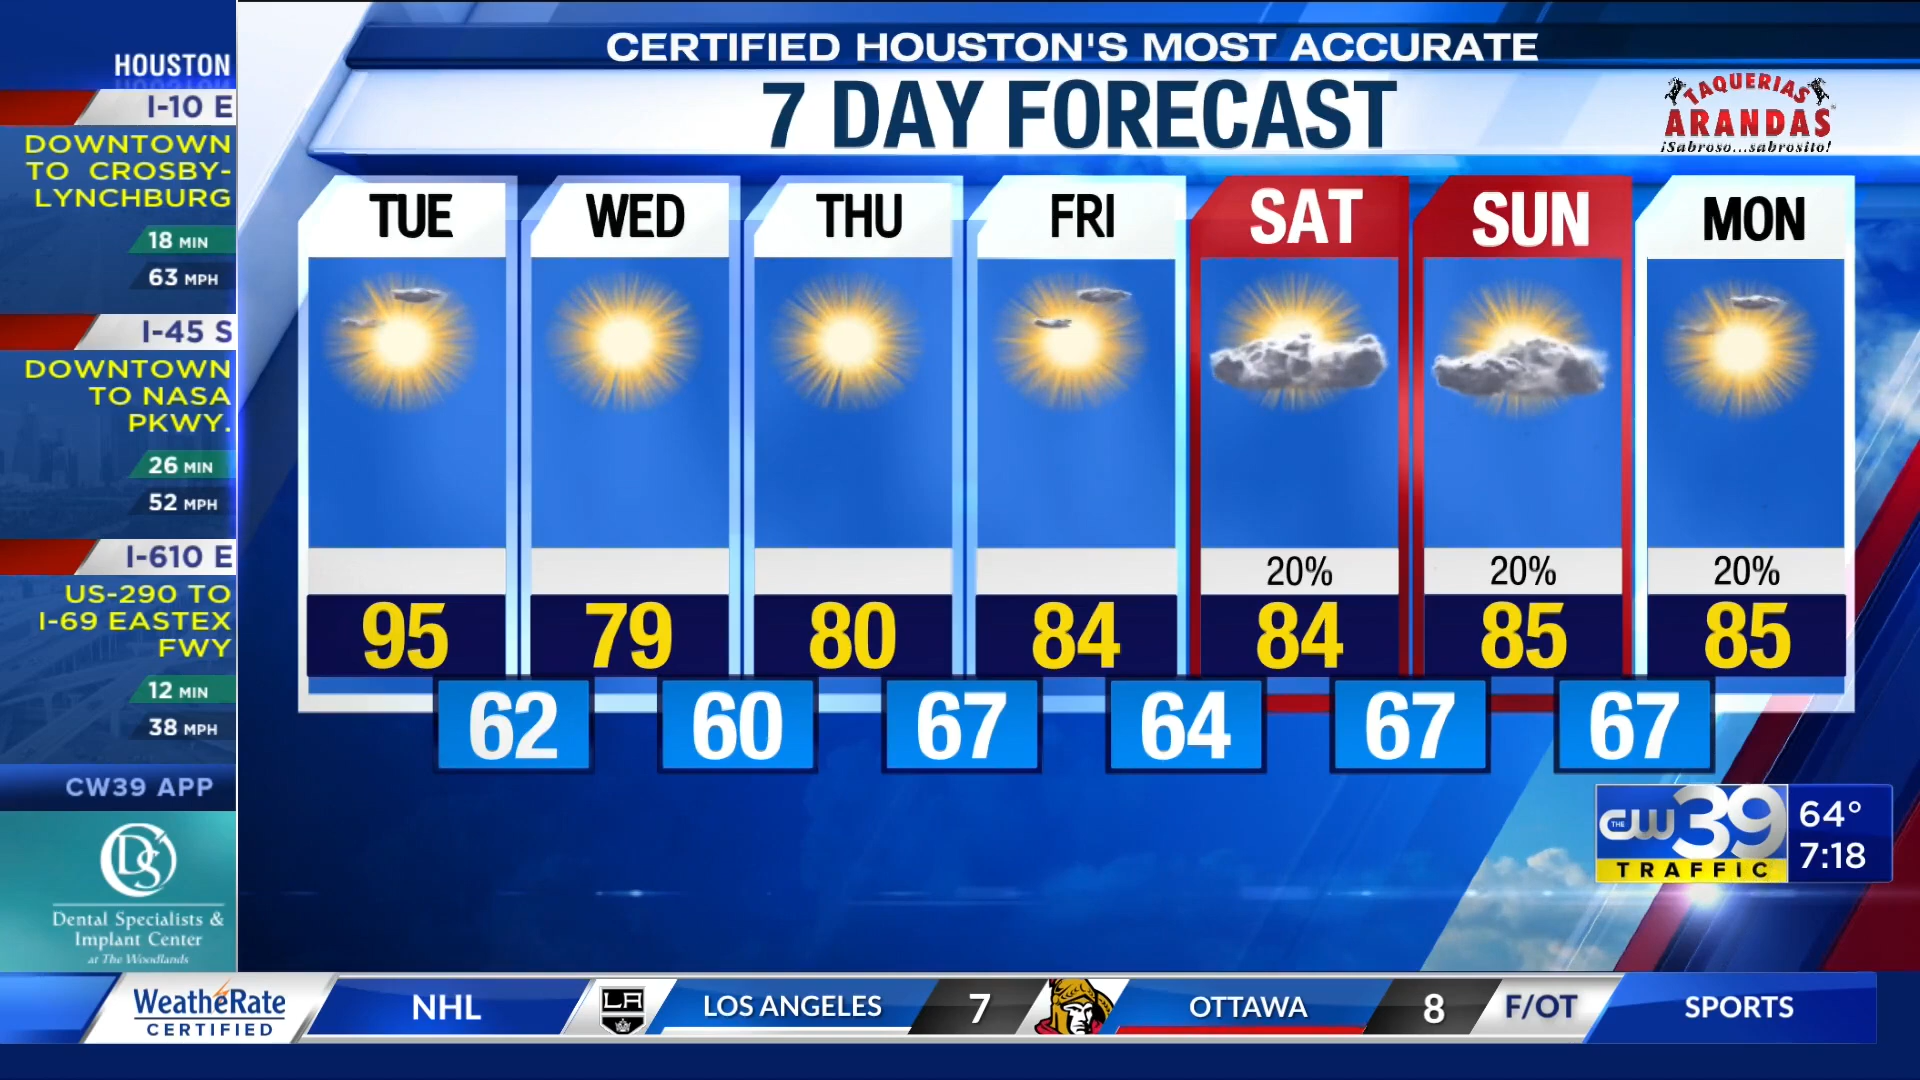 HOUSTON
I-10 E
DOWNTOWN
TO CROSBY-
LYNCHBURG
18 MIN
63 MPH
I-45 S
DOWNTOWN
TO NASA
PKWY.
26 MIN
52 MPH
I-610 E
US-290 TO
I-69 EASTEX
FWY
12 MIN
38 MPH
CW39 APP
DS
Dental Specialists &
Implant Center
at The Woodlands
CERTIFIED HOUSTON'S MOST ACCURATE
7 DAY FORECAST
TAQUERIAS
ARANDAS
¡Sabroso...sabrosito!
TUE WED THU FRI SAT SUN MON
20% 20% 20%
95 79 80 84 84 85 85
62 60 67 64 67 67
THE CW 39
TRAFFIC
64°
7:18
WeatheRate
CERTIFIED
NHL LA LOS ANGELES 7 OTTAWA 8 F/OT SPORTS